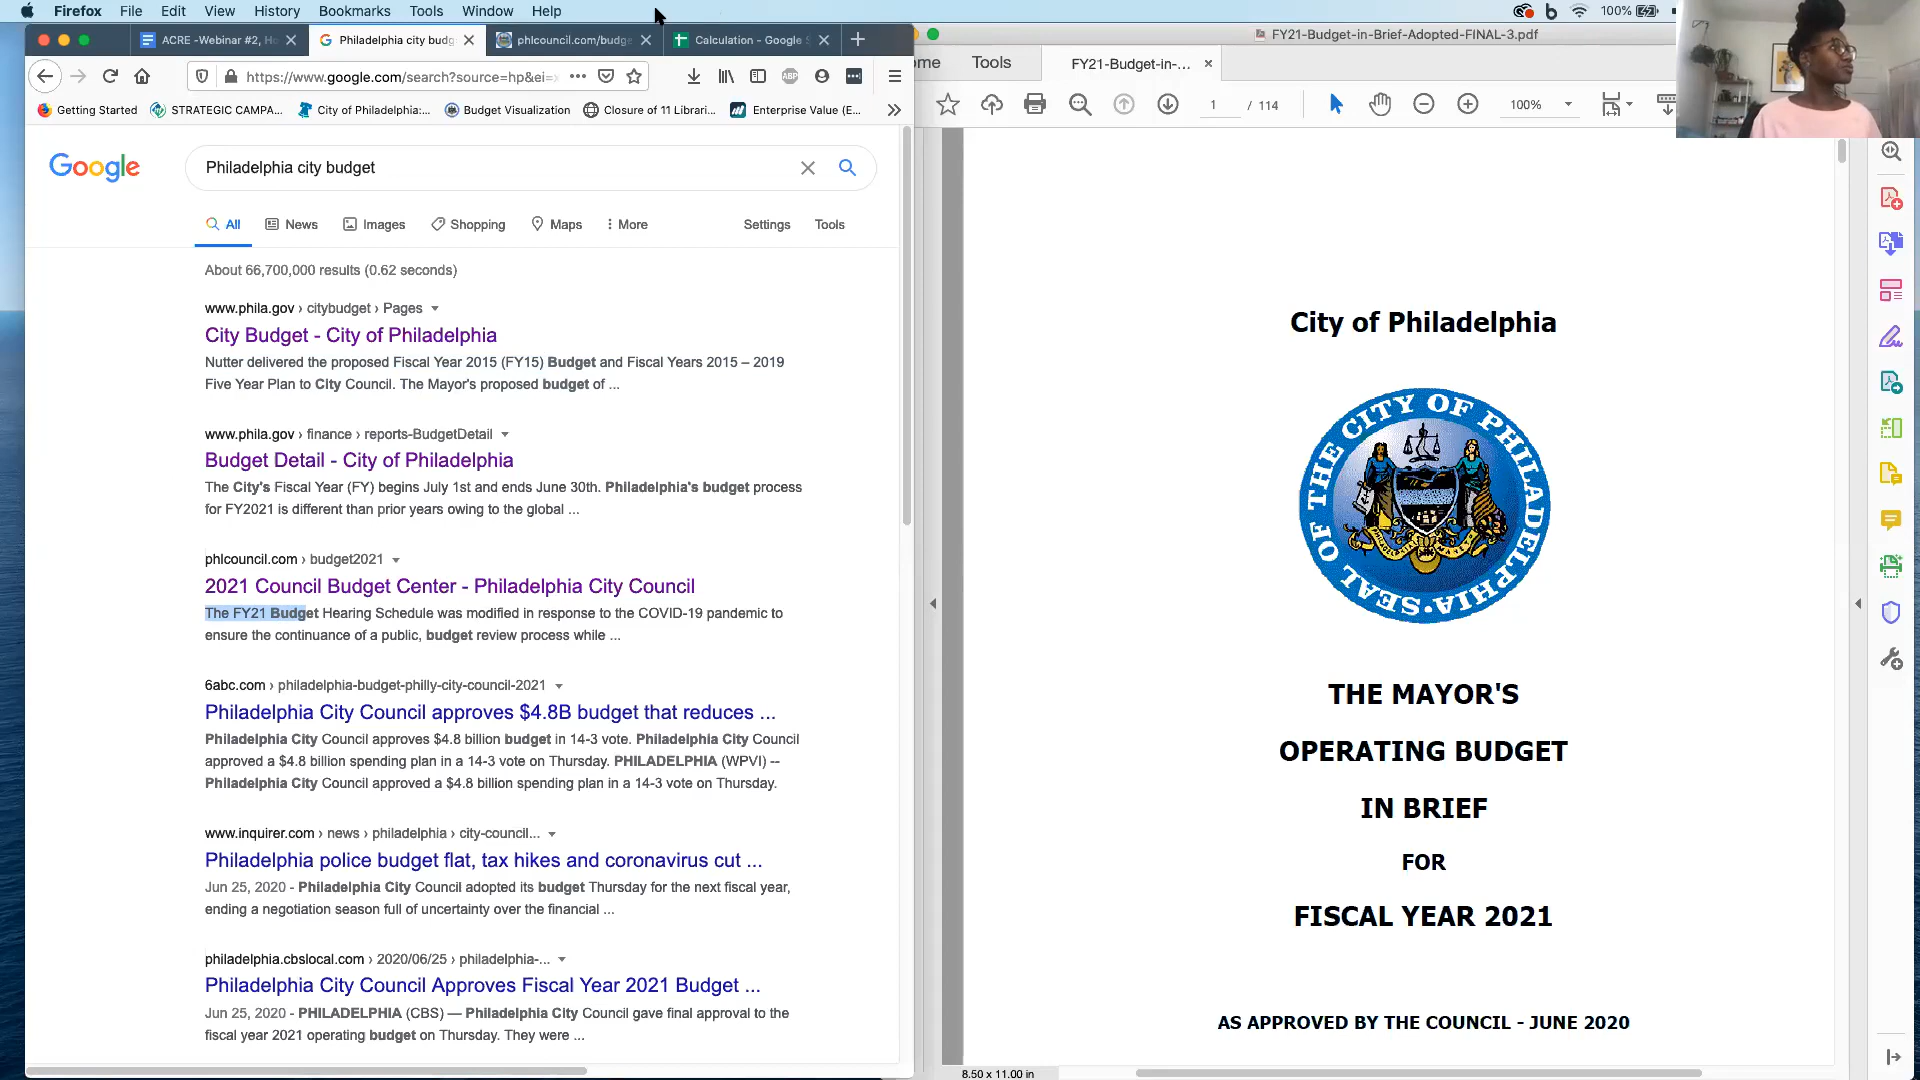 Firefox File Edit View History Bookmarks Tools Window Help
100%
ACRE -Webinar #2, Ho
Philadelphia city budg
phlcouncil.com/budge
Calculation - Google S
FY21-Budget-in-Brief-Adopted-FINAL-3.pdf
https://www.google.com/search?source=hp&ei=
ABP
ome Tools FY21-Budget-in-...
1 / 114 100%
Getting Started STRATEGIC CAMPA... City of Philadelphia:... Budget Visualization Closure of 11 Librari... Enterprise Value (E...
Google
Philadelphia city budget
All News Images Shopping Maps More Settings Tools
About 66,700,000 results (0.62 seconds)
www.phila.gov › citybudget › Pages
City Budget - City of Philadelphia
Nutter delivered the proposed Fiscal Year 2015 (FY15) Budget and Fiscal Years 2015 – 2019
Five Year Plan to City Council. The Mayor's proposed budget of ...
www.phila.gov › finance › reports-BudgetDetail
Budget Detail - City of Philadelphia
The City's Fiscal Year (FY) begins July 1st and ends June 30th. Philadelphia's budget process
for FY2021 is different than prior years owing to the global ...
phlcouncil.com › budget2021
2021 Council Budget Center - Philadelphia City Council
The FY21 Budget Hearing Schedule was modified in response to the COVID-19 pandemic to
ensure the continuance of a public, budget review process while ...
6abc.com › philadelphia-budget-philly-city-council-2021
Philadelphia City Council approves $4.8B budget that reduces ...
Philadelphia City Council approves $4.8 billion budget in 14-3 vote. Philadelphia City Council
approved a $4.8 billion spending plan in a 14-3 vote on Thursday. PHILADELPHIA (WPVI) --
Philadelphia City Council approved a $4.8 billion spending plan in a 14-3 vote on Thursday.
www.inquirer.com › news › philadelphia › city-council...
Philadelphia police budget flat, tax hikes and coronavirus cut ...
Jun 25, 2020 - Philadelphia City Council adopted its budget Thursday for the next fiscal year,
ending a negotiation season full of uncertainty over the financial ...
philadelphia.cbslocal.com › 2020/06/25 › philadelphia-...
Philadelphia City Council Approves Fiscal Year 2021 Budget ...
Jun 25, 2020 - PHILADELPHIA (CBS) — Philadelphia City Council gave final approval to the
fiscal year 2021 operating budget on Thursday. They were ...
City of Philadelphia
SEAL OF THE CITY OF PHILADELPHIA
THE MAYOR'S
OPERATING BUDGET
IN BRIEF
FOR
FISCAL YEAR 2021
AS APPROVED BY THE COUNCIL - JUNE 2020
8.50 x 11.00 in